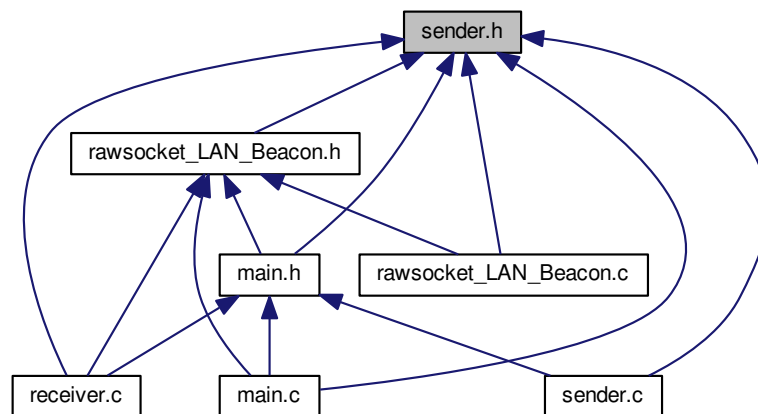 sender.h
rawsocket_LAN_Beacon.h
main.h
rawsocket_LAN_Beacon.c
receiver.c
main.c
sender.c